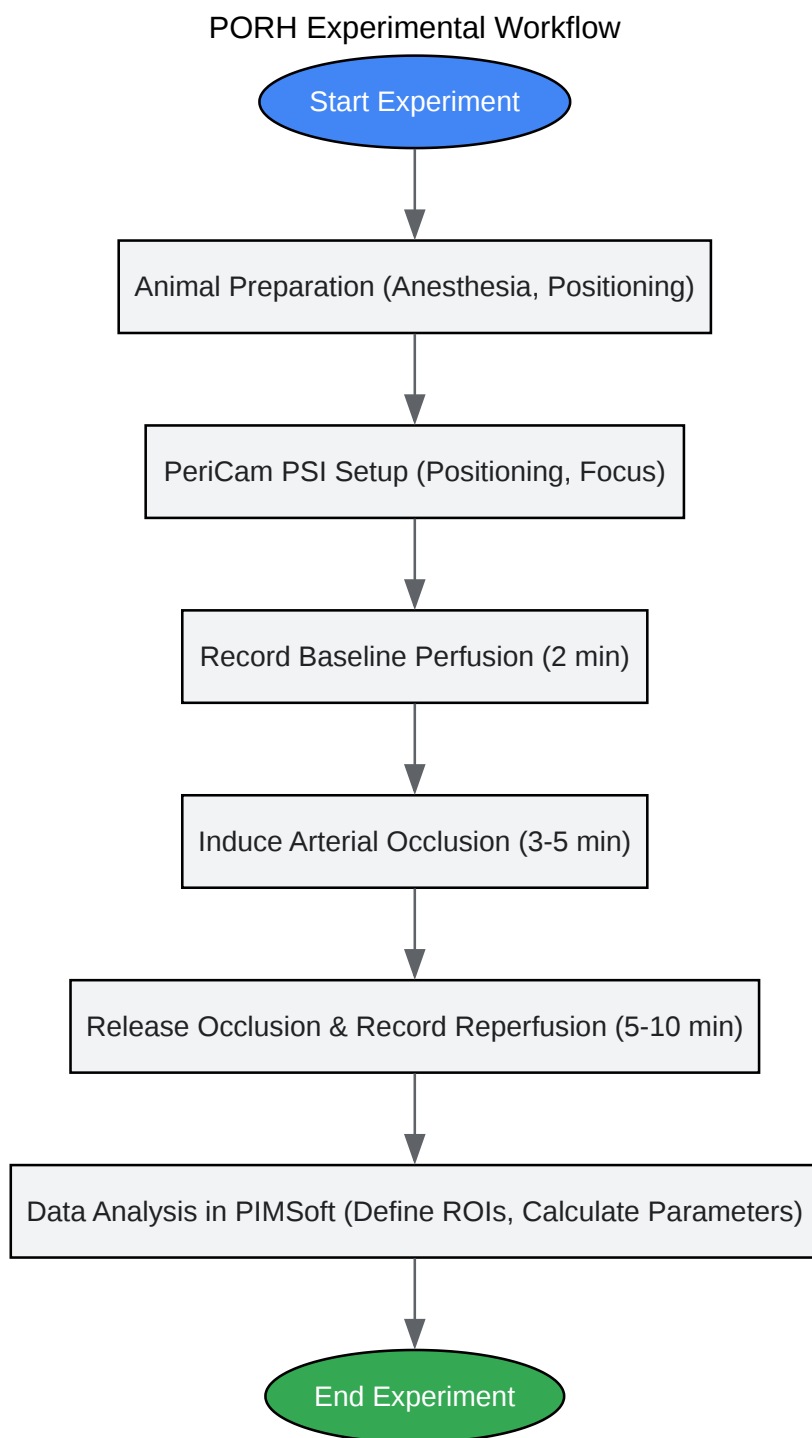 PORH Experimental Workflow
Start Experiment
Animal Preparation (Anesthesia, Positioning)
PeriCam PSI Setup (Positioning, Focus)
Record Baseline Perfusion (2 min)
Induce Arterial Occlusion (3-5 min)
Release Occlusion & Record Reperfusion (5-10 min)
Data Analysis in PIMSoft (Define ROIs, Calculate Parameters)
End Experiment